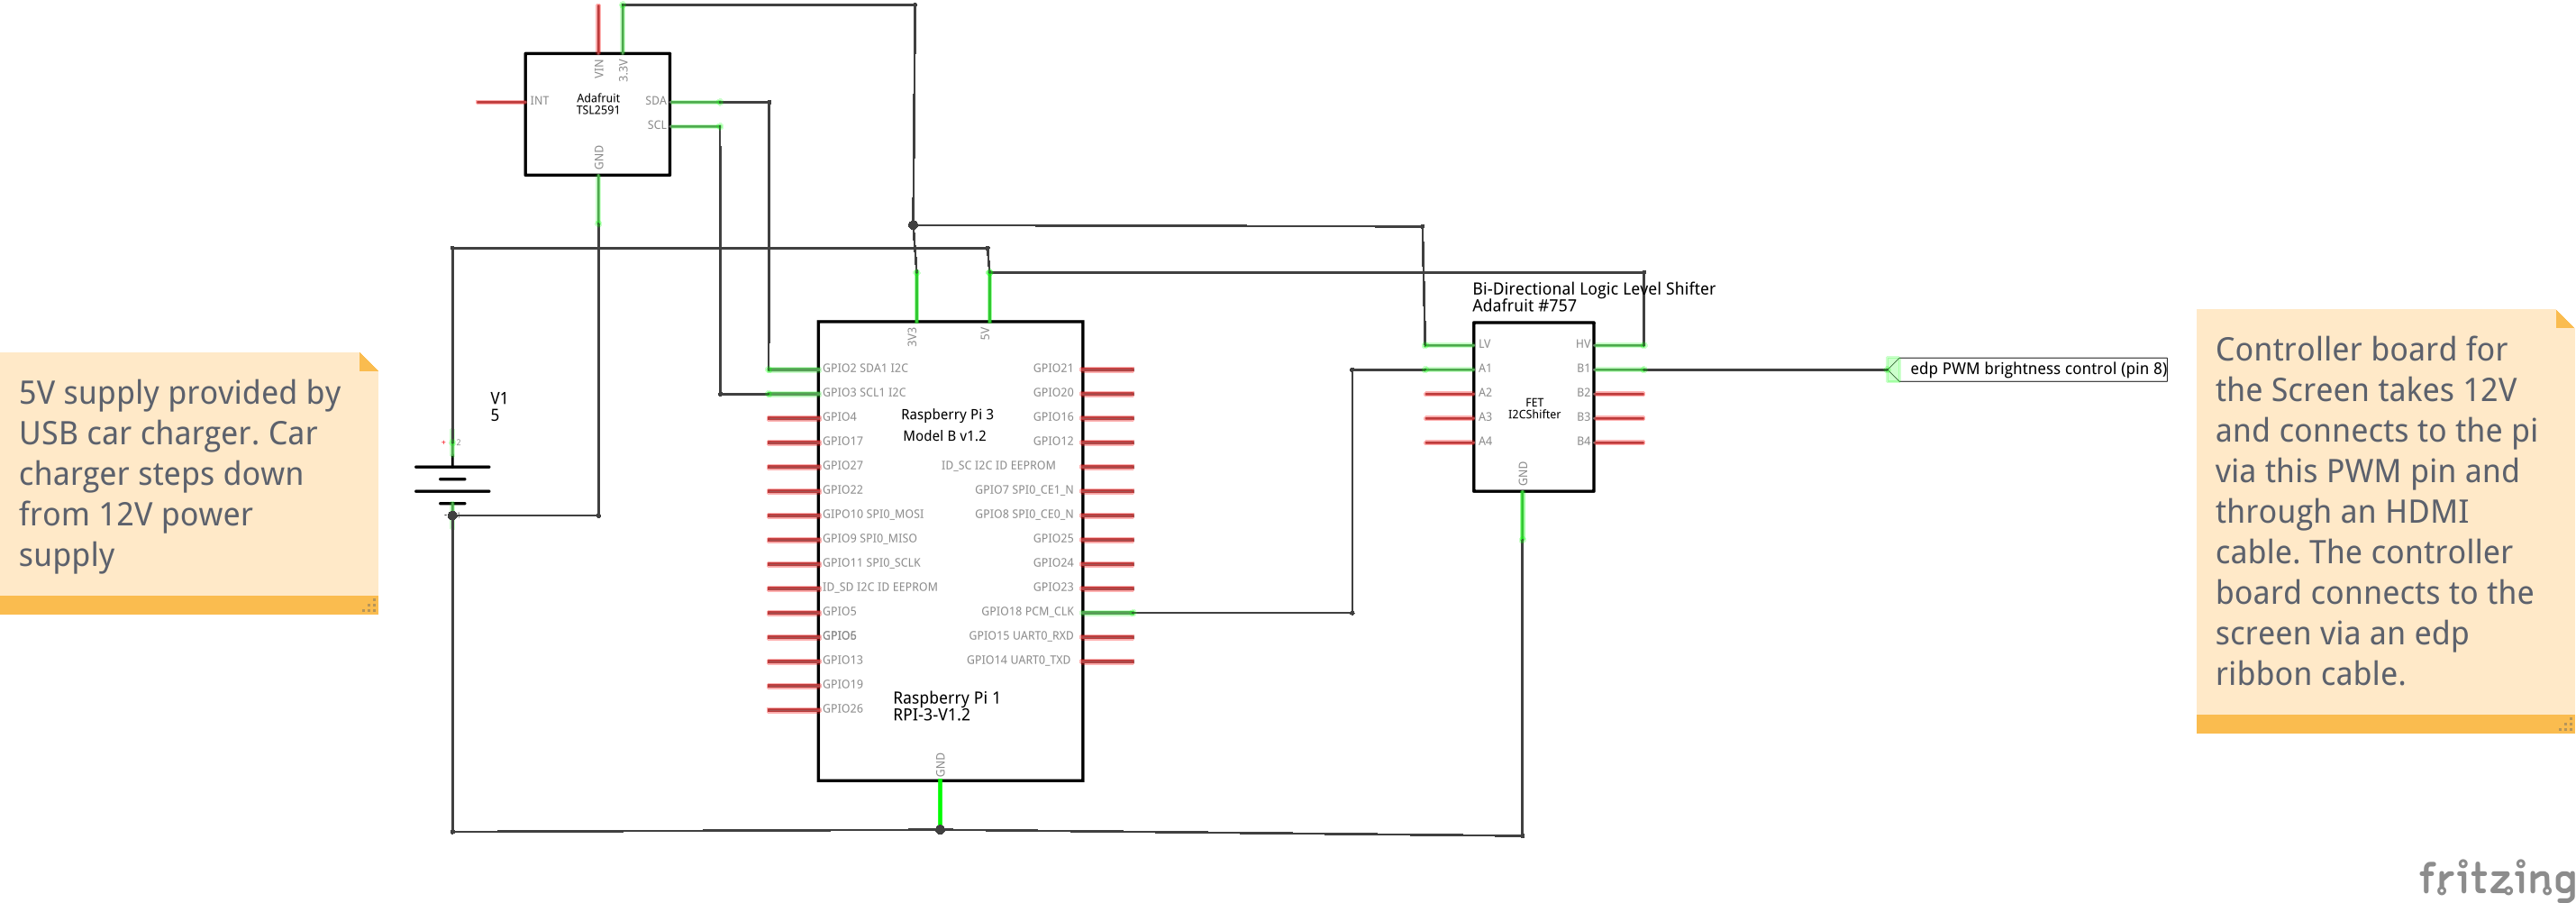 VIN
3.3V
INT
Adafruit
TSL2591
SDA
SCL
GND
5V supply provided by
USB car charger. Car
charger steps down
from 12V power
supply
V1
5
+
2
-
3V3
5V
GPIO2 SDA1 I2C
GPIO3 SCL1 I2C
GPIO4
GPIO17
GPIO27
GPIO22
GIPO10 SPI0_MOSI
GPIO9 SPI0_MISO
GPIO11 SPI0_SCLK
ID_SD I2C ID EEPROM
GPIO5
GPIO6
GPIO13
GPIO19
GPIO26
Raspberry Pi 3
Model B v1.2
GPIO21
GPIO20
GPIO16
GPIO12
ID_SC I2C ID EEPROM
GPIO7 SPI0_CE1_N
GPIO8 SPI0_CE0_N
GPIO25
GPIO24
GPIO23
GPIO18 PCM_CLK
GPIO15 UART0_RXD
GPIO14 UART0_TXD
Raspberry Pi 1
RPI-3-V1.2
GND
Bi-Directional Logic Level Shifter
Adafruit #757
LV
A1
A2
A3
A4
FET
I2CShifter
HV
B1
B2
B3
B4
GND
edp PWM brightness control (pin 8)
Controller board for
the Screen takes 12V
and connects to the pi
via this PWM pin and
through an HDMI
cable. The controller
board connects to the
screen via an edp
ribbon cable.
fritzing